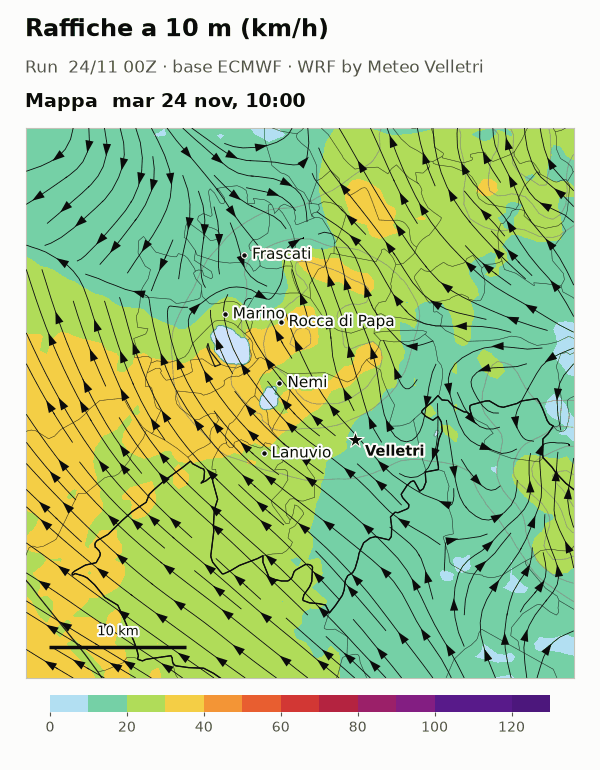 Raffiche a 10 m (km/h)
Run 24/11 00Z · base ECMWF · WRF by Meteo Velletri
Mappa mar 24 nov, 10:00
Frascati
Marino
Rocca di Papa
Nemi
Velletri
Lanuvio
10 km
0 20 40 60 80 100 120